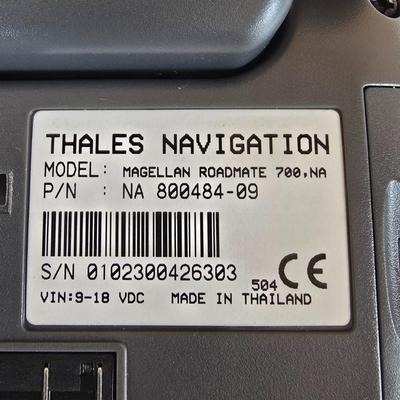 THALES NAVIGATION
MODEL: MAGELLAN ROADMATE 700,NA
P/N : NA 800484-09
S/N 0102300426303
504 CE
VIN:9-18 VDC MADE IN THAILAND